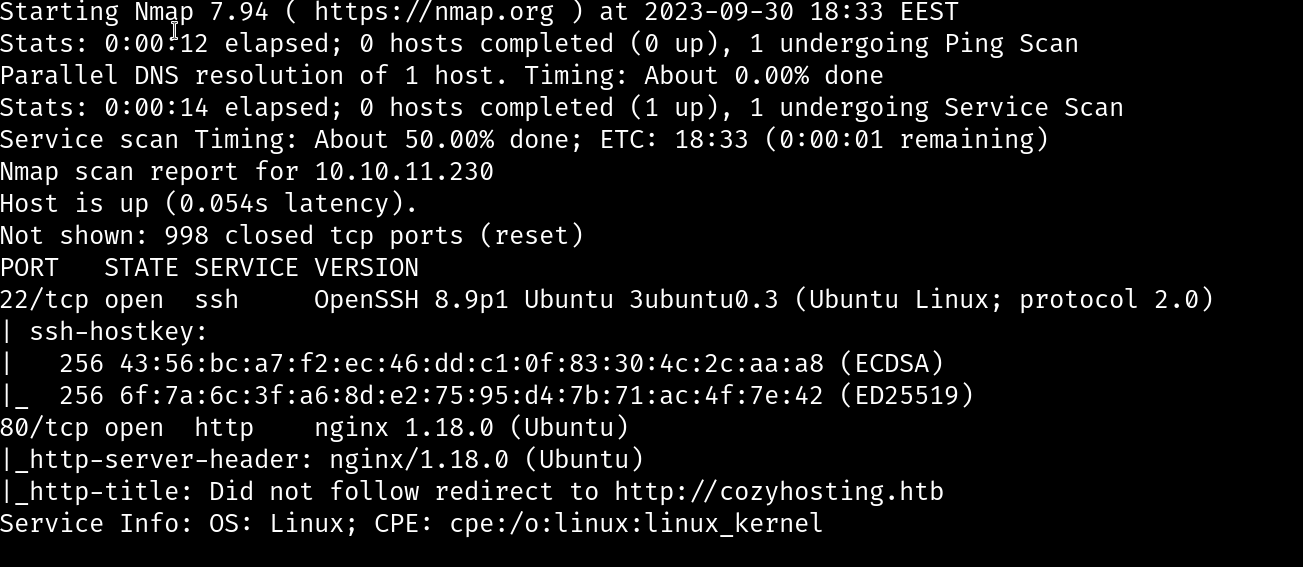 Starting Nmap 7.94 ( https://nmap.org ) at 2023-09-30 18:33 EEST
Stats: 0:00:12 elapsed; 0 hosts completed (0 up), 1 undergoing Ping Scan
Parallel DNS resolution of 1 host. Timing: About 0.00% done
Stats: 0:00:14 elapsed; 0 hosts completed (1 up), 1 undergoing Service Scan
Service scan Timing: About 50.00% done; ETC: 18:33 (0:00:01 remaining)
Nmap scan report for 10.10.11.230
Host is up (0.054s latency).
Not shown: 998 closed tcp ports (reset)
PORT   STATE SERVICE VERSION
22/tcp open  ssh     OpenSSH 8.9p1 Ubuntu 3ubuntu0.3 (Ubuntu Linux; protocol 2.0)
| ssh-hostkey:
|   256 43:56:bc:a7:f2:ec:46:dd:c1:0f:83:30:4c:2c:aa:a8 (ECDSA)
|_  256 6f:7a:6c:3f:a6:8d:e2:75:95:d4:7b:71:ac:4f:7e:42 (ED25519)
80/tcp open  http    nginx 1.18.0 (Ubuntu)
|_http-server-header: nginx/1.18.0 (Ubuntu)
|_http-title: Did not follow redirect to http://cozyhosting.htb
Service Info: OS: Linux; CPE: cpe:/o:linux:linux_kernel